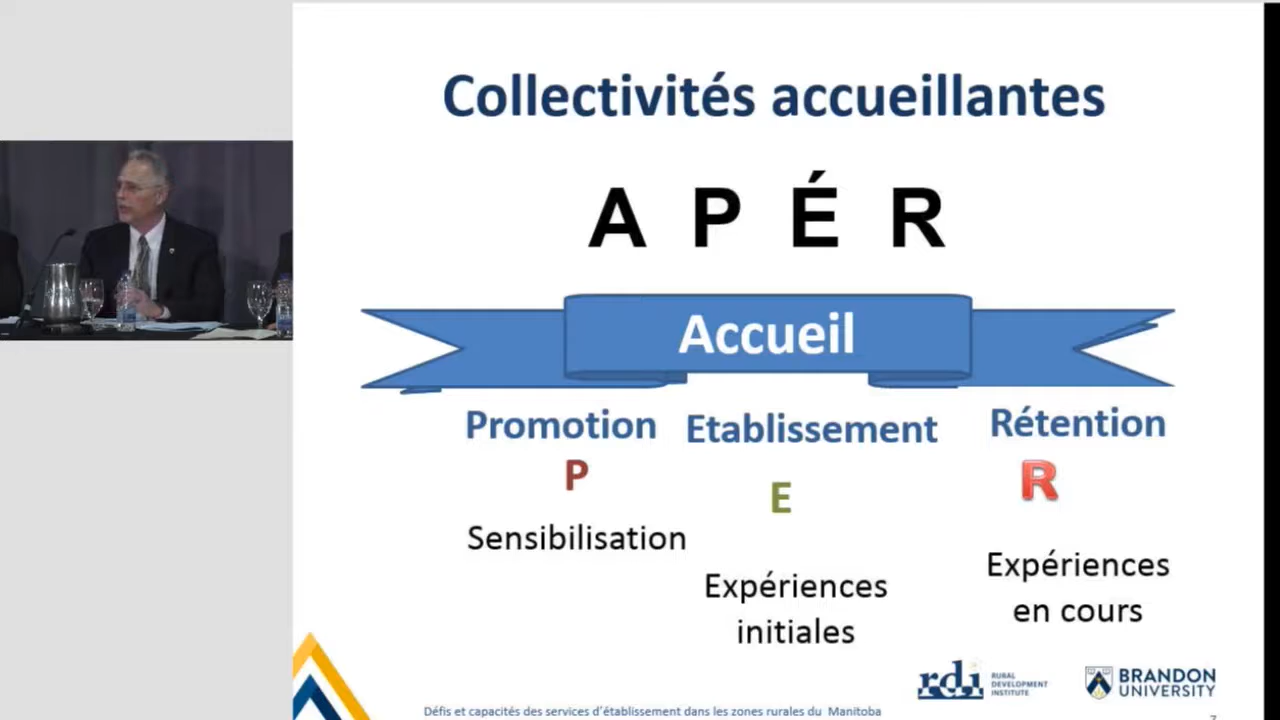 Collectivités accueillantes
A P É R
Accueil
Promotion Etablissement Rétention
P
E
R
Sensibilisation
Expériences
initiales
Expériences
en cours
rdi RURAL
DEVELOPMENT
INSTITUTE
BRANDON
UNIVERSITY
Défis et capacités des services d'établissement dans les zones rurales du Manitoba